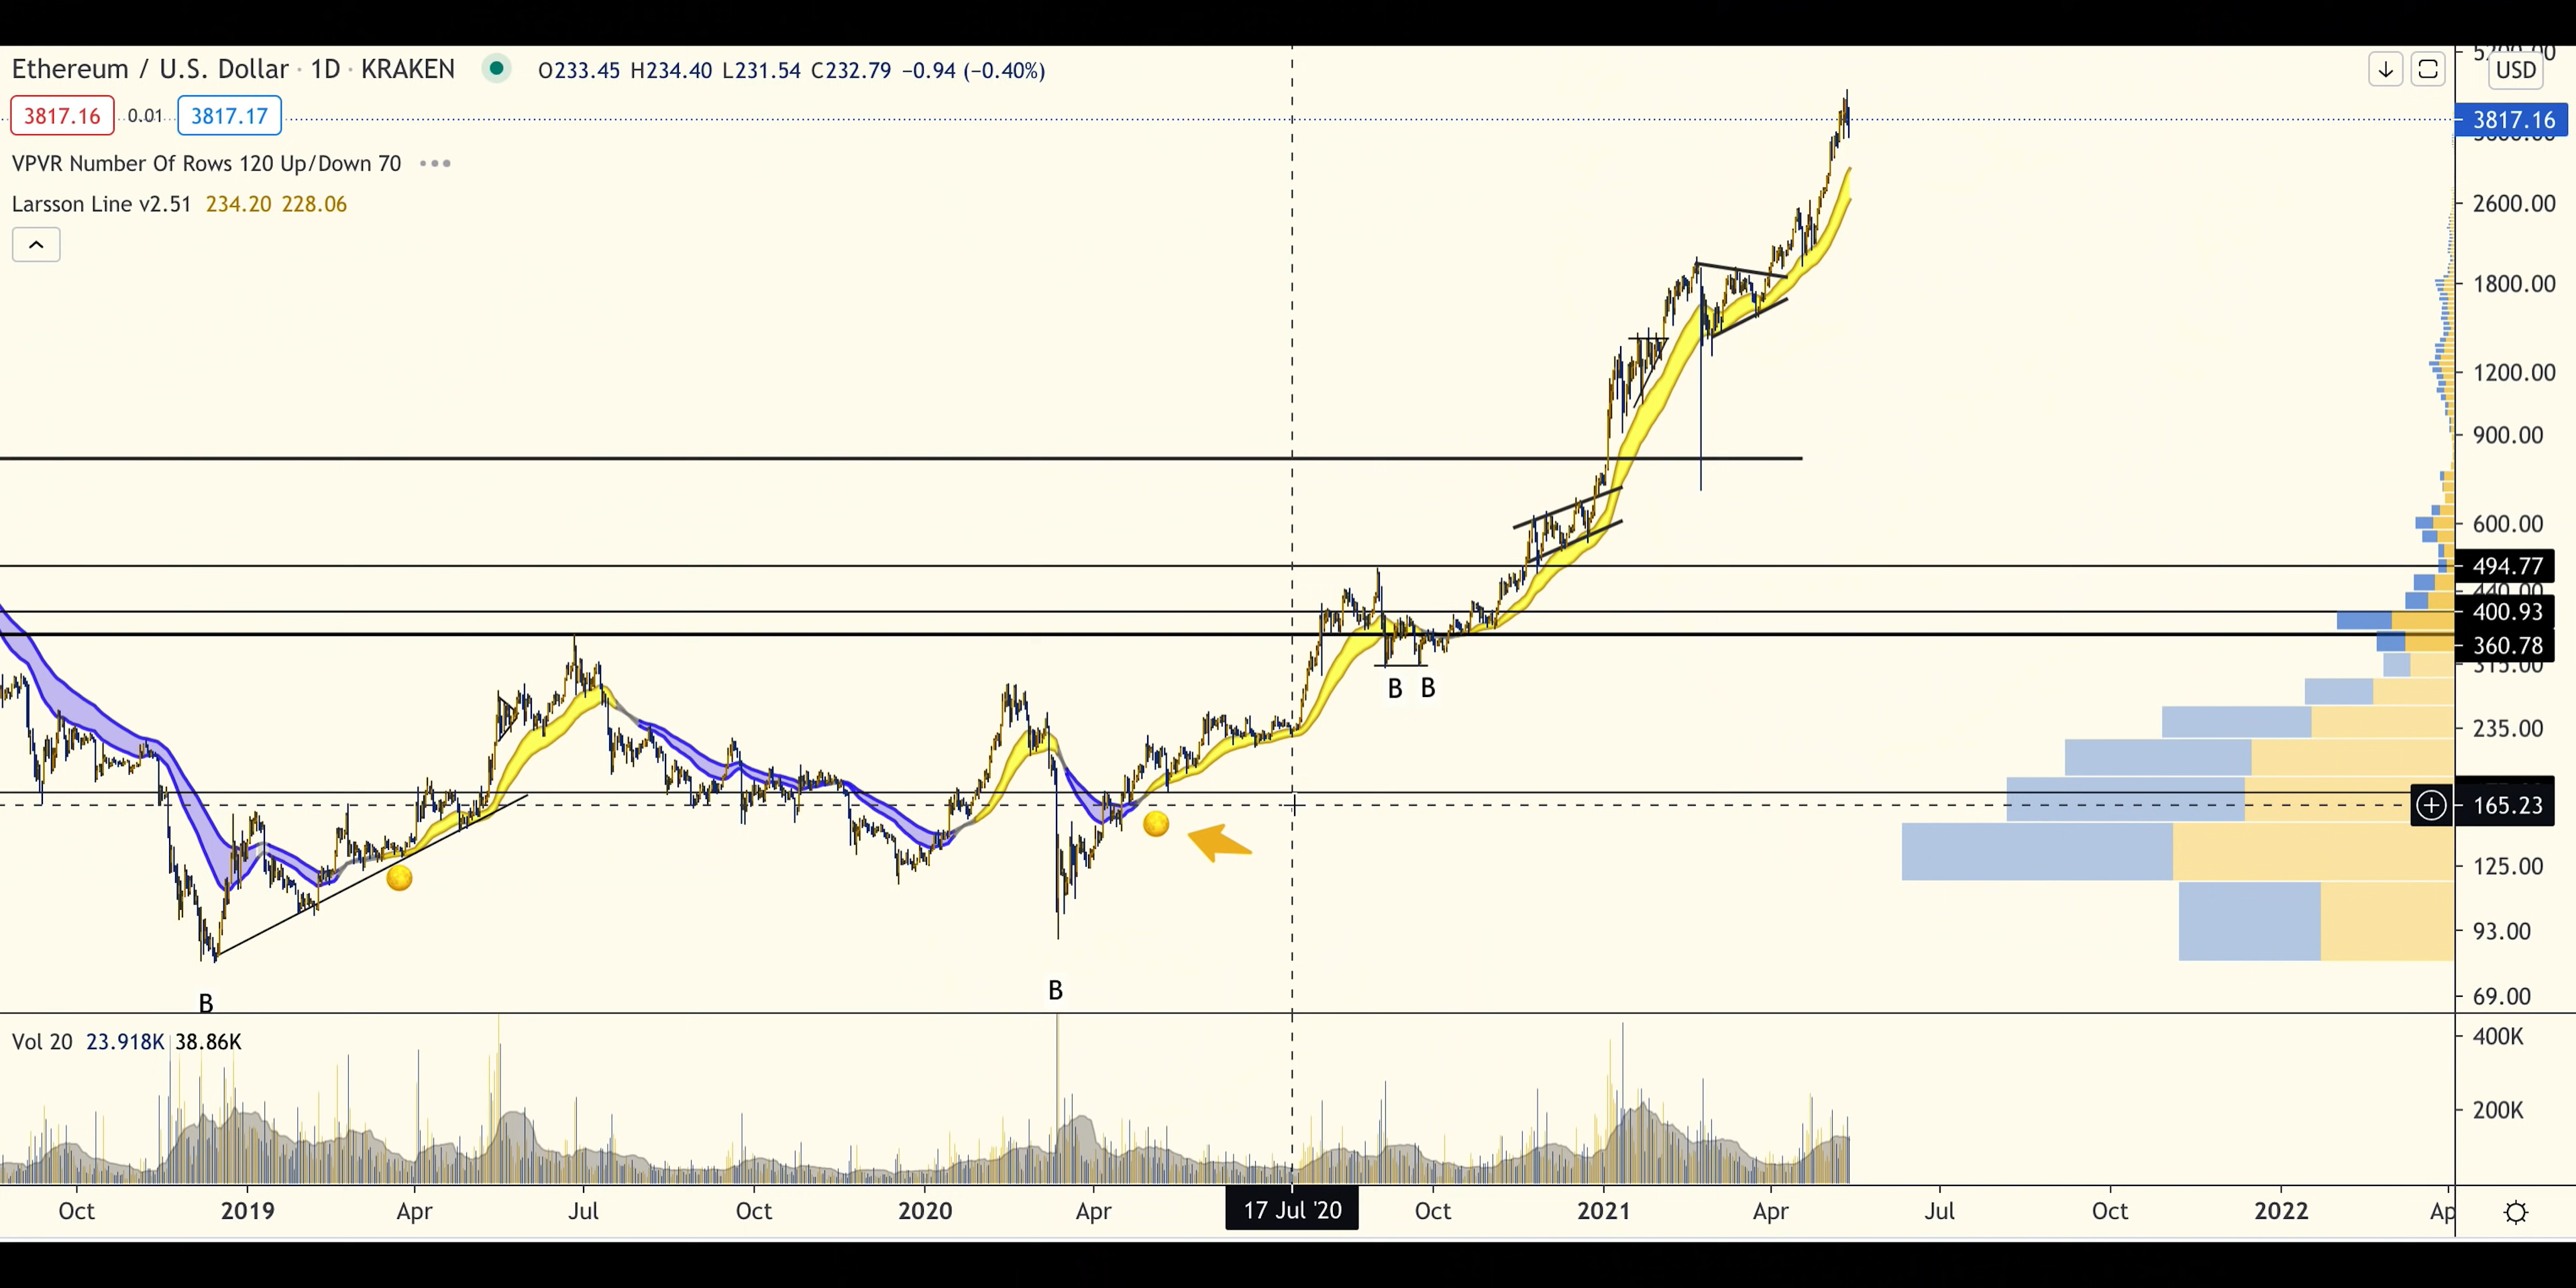 Ethereum / U.S. Dollar · 1D · KRAKEN O233.45 H234.40 L231.54 C232.79 −0.94 (−0.40%)
USD
3817.16 0.01 3817.17
3817.16
VPVR Number Of Rows 120 Up/Down 70
Larsson Line v2.51 234.20 228.06
2600.00
1800.00
1200.00
900.00
600.00
494.77
400.93
360.78
B B
235.00
165.23
125.00
93.00
B
B
69.00
Vol 20 23.918K 38.86K
400K
200K
Oct 2019 Apr Jul Oct 2020 Apr 17 Jul '20 Oct 2021 Apr Jul Oct 2022 Ap